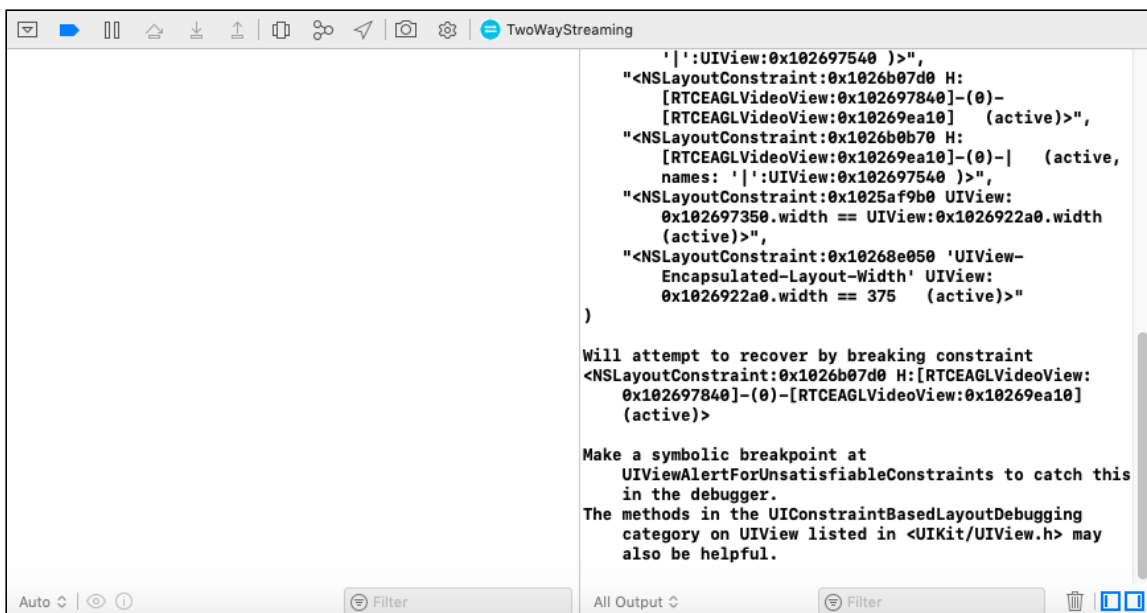 TwoWayStreaming
'|':UIView:0x102697540 )>",
"<NSLayoutConstraint:0x1026b07d0 H:
[RTCEAGLVideoView:0x102697840]-(0)-
[RTCEAGLVideoView:0x10269ea10]   (active)>",
"<NSLayoutConstraint:0x1026b0b70 H:
[RTCEAGLVideoView:0x10269ea10]-(0)-|   (active,
names: '|':UIView:0x102697540 )>",
"<NSLayoutConstraint:0x1025af9b0 UIView:
0x102697350.width == UIView:0x1026922a0.width
(active)>",
"<NSLayoutConstraint:0x10268e050 'UIView-
Encapsulated-Layout-Width' UIView:
0x1026922a0.width == 375   (active)>"
)
Will attempt to recover by breaking constraint
<NSLayoutConstraint:0x1026b07d0 H:[RTCEAGLVideoView:
0x102697840]-(0)-[RTCEAGLVideoView:0x10269ea10]
(active)>
Make a symbolic breakpoint at
UIViewAlertForUnsatisfiableConstraints to catch this
in the debugger.
The methods in the UIConstraintBasedLayoutDebugging
category on UIView listed in <UIKit/UIView.h> may
also be helpful.
Auto
Filter
All Output
Filter